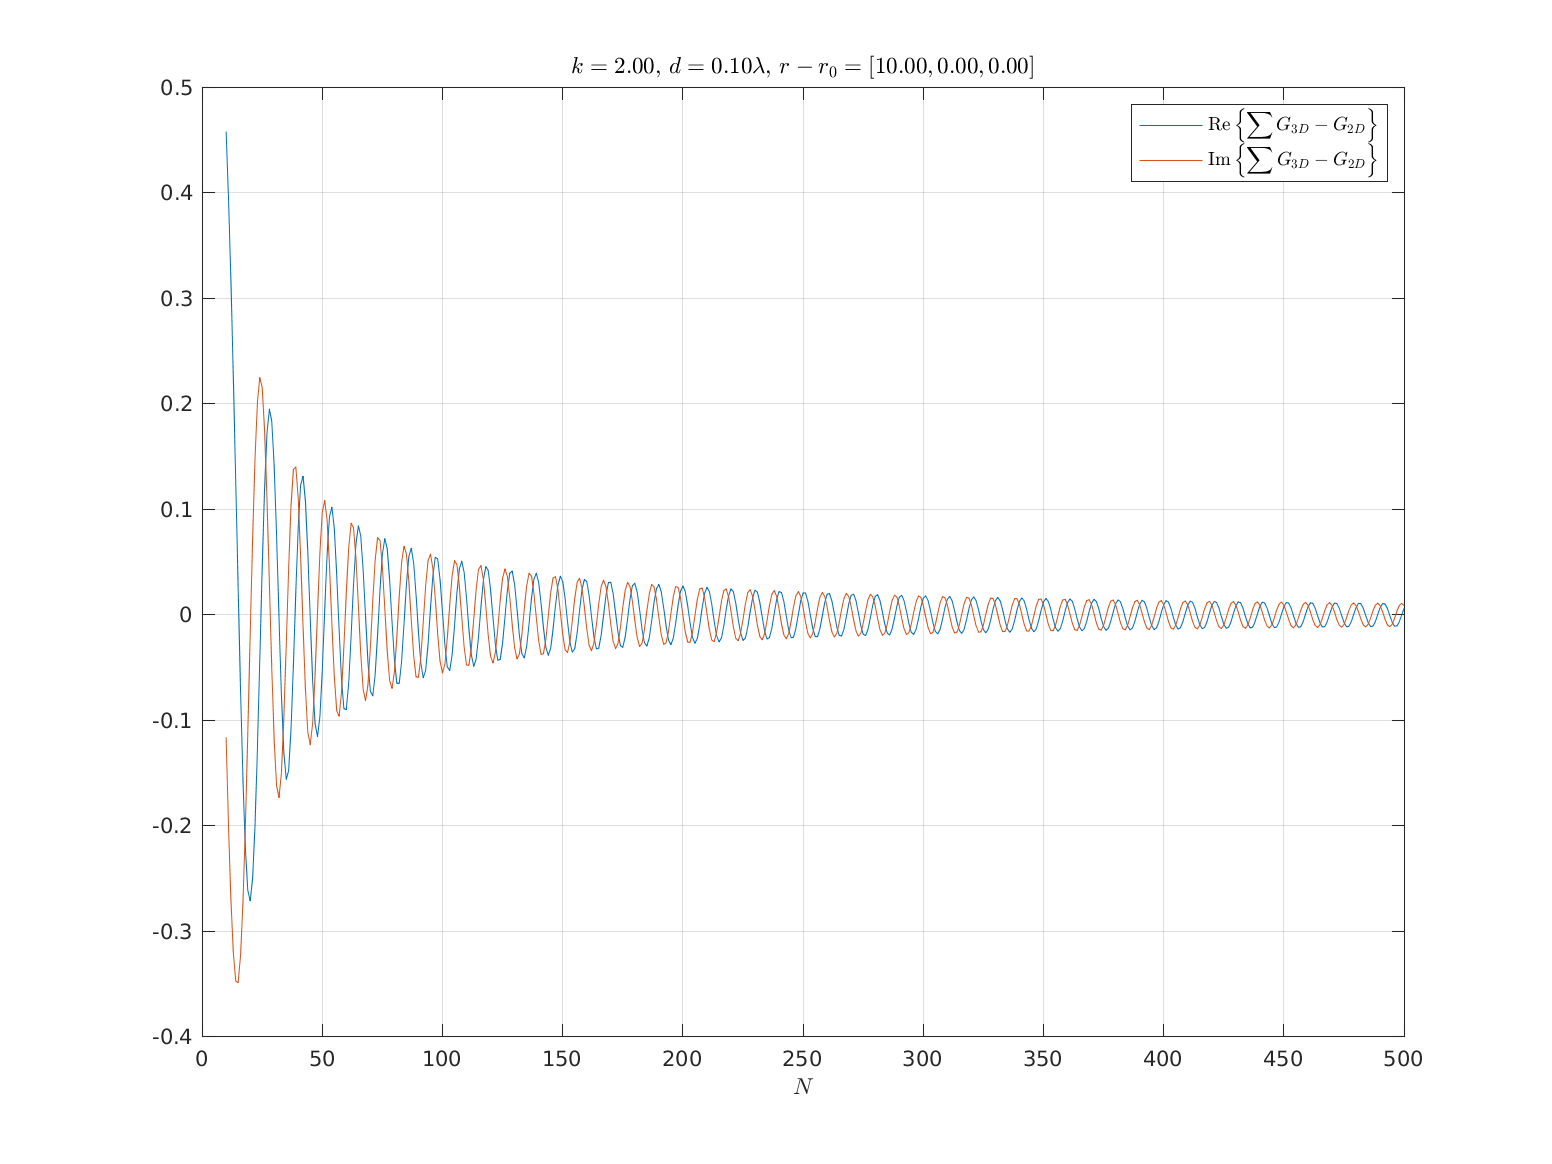 k = 2.00, d = 0.10λ, r − r₀ = [10.00, 0.00, 0.00]
Re {∑ G₃D − G₂D}
Im {∑ G₃D − G₂D}
0.5
0.4
0.3
0.2
0.1
0
-0.1
-0.2
-0.3
-0.4
0 50 100 150 200 250 300 350 400 450 500
N